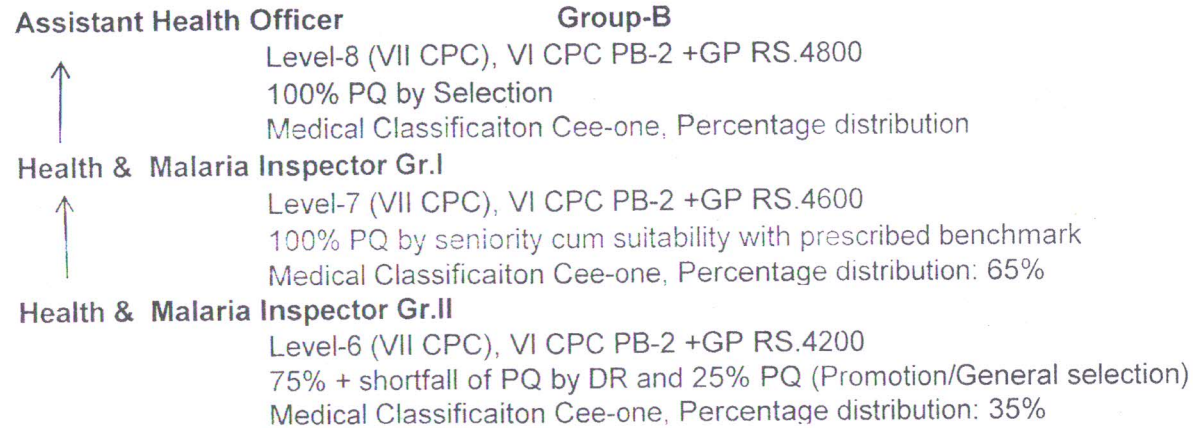 Assistant Health Officer Group-B
Level-8 (VII CPC), VI CPC PB-2 +GP RS.4800
100% PQ by Selection
Medical Classificaiton Cee-one, Percentage distribution
Health & Malaria Inspector Gr.I
Level-7 (VII CPC), VI CPC PB-2 +GP RS.4600
100% PQ by seniority cum suitability with prescribed benchmark
Medical Classificaiton Cee-one, Percentage distribution: 65%
Health & Malaria Inspector Gr.II
Level-6 (VII CPC), VI CPC PB-2 +GP RS.4200
75% + shortfall of PQ by DR and 25% PQ (Promotion/General selection)
Medical Classificaiton Cee-one, Percentage distribution: 35%